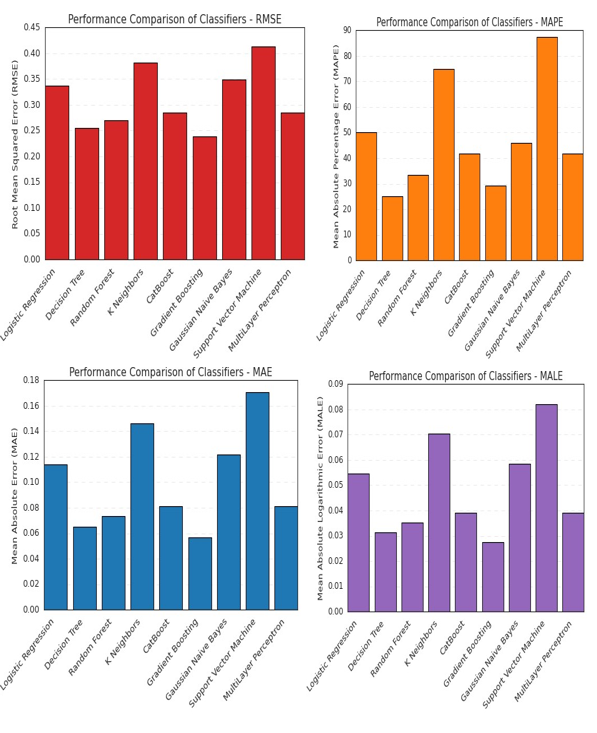 Performance Comparison of Classifiers - RMSE
Root Mean Squared Error (RMSE)
0.45
0.40
0.35
0.30
0.25
0.20
0.15
0.10
0.05
0.00
Logistic Regression
Decision Tree
Random Forest
K Neighbors
CatBoost
Gradient Boosting
Gaussian Naive Bayes
Support Vector Machine
MultiLayer Perceptron
Performance Comparison of Classifiers - MAPE
Mean Absolute Percentage Error (MAPE)
90
80
70
60
50
40
30
20
10
0
Logistic Regression
Decision Tree
Random Forest
K Neighbors
CatBoost
Gradient Boosting
Gaussian Naive Bayes
Support Vector Machine
MultiLayer Perceptron
Performance Comparison of Classifiers - MAE
Mean Absolute Error (MAE)
0.18
0.16
0.14
0.12
0.10
0.08
0.06
0.04
0.02
0.00
Logistic Regression
Decision Tree
Random Forest
K Neighbors
CatBoost
Gradient Boosting
Gaussian Naive Bayes
Support Vector Machine
MultiLayer Perceptron
Performance Comparison of Classifiers - MALE
Mean Absolute Logarithmic Error (MALE)
0.09
0.08
0.07
0.06
0.05
0.04
0.03
0.02
0.01
0.00
Logistic Regression
Decision Tree
Random Forest
K Neighbors
CatBoost
Gradient Boosting
Gaussian Naive Bayes
Support Vector Machine
MultiLayer Perceptron